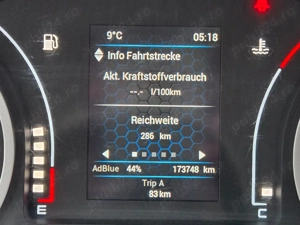 9°C 05:18
Info Fahrtstrecke
Akt. Kraftstoffverbrauch
--,- l/100km
Reichweite
286 km
AdBlue 44% 173748 km
Trip A
E 83 km C